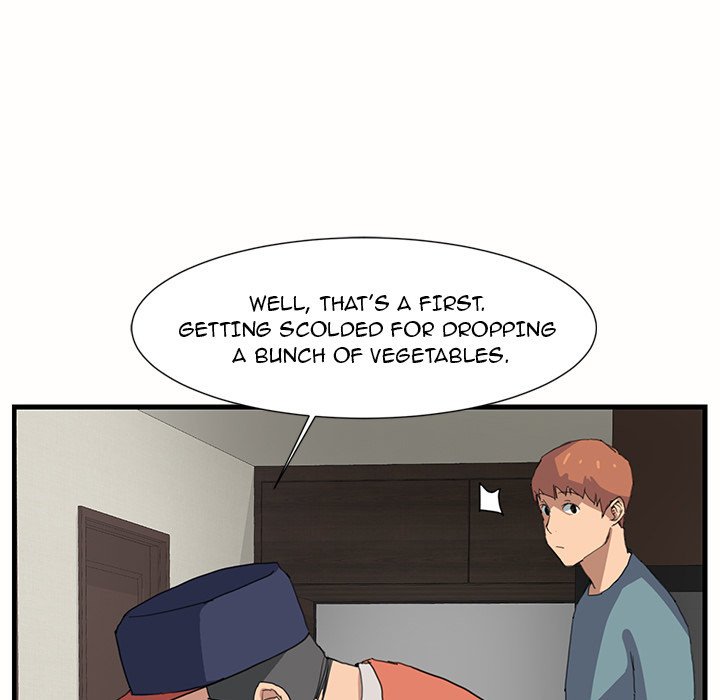 WELL, THAT'S A FIRST.
GETTING SCOLDED FOR DROPPING
A BUNCH OF VEGETABLES.